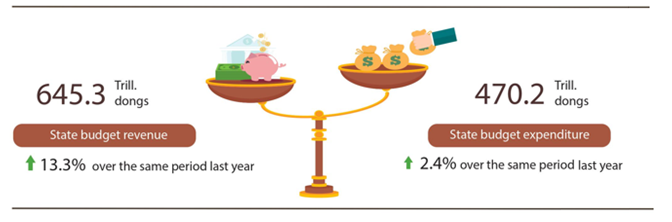 645.3 Trill. dongs
State budget revenue
13.3% over the same period last year
$ $
470.2 Trill. dongs
State budget expenditure
2.4% over the same period last year